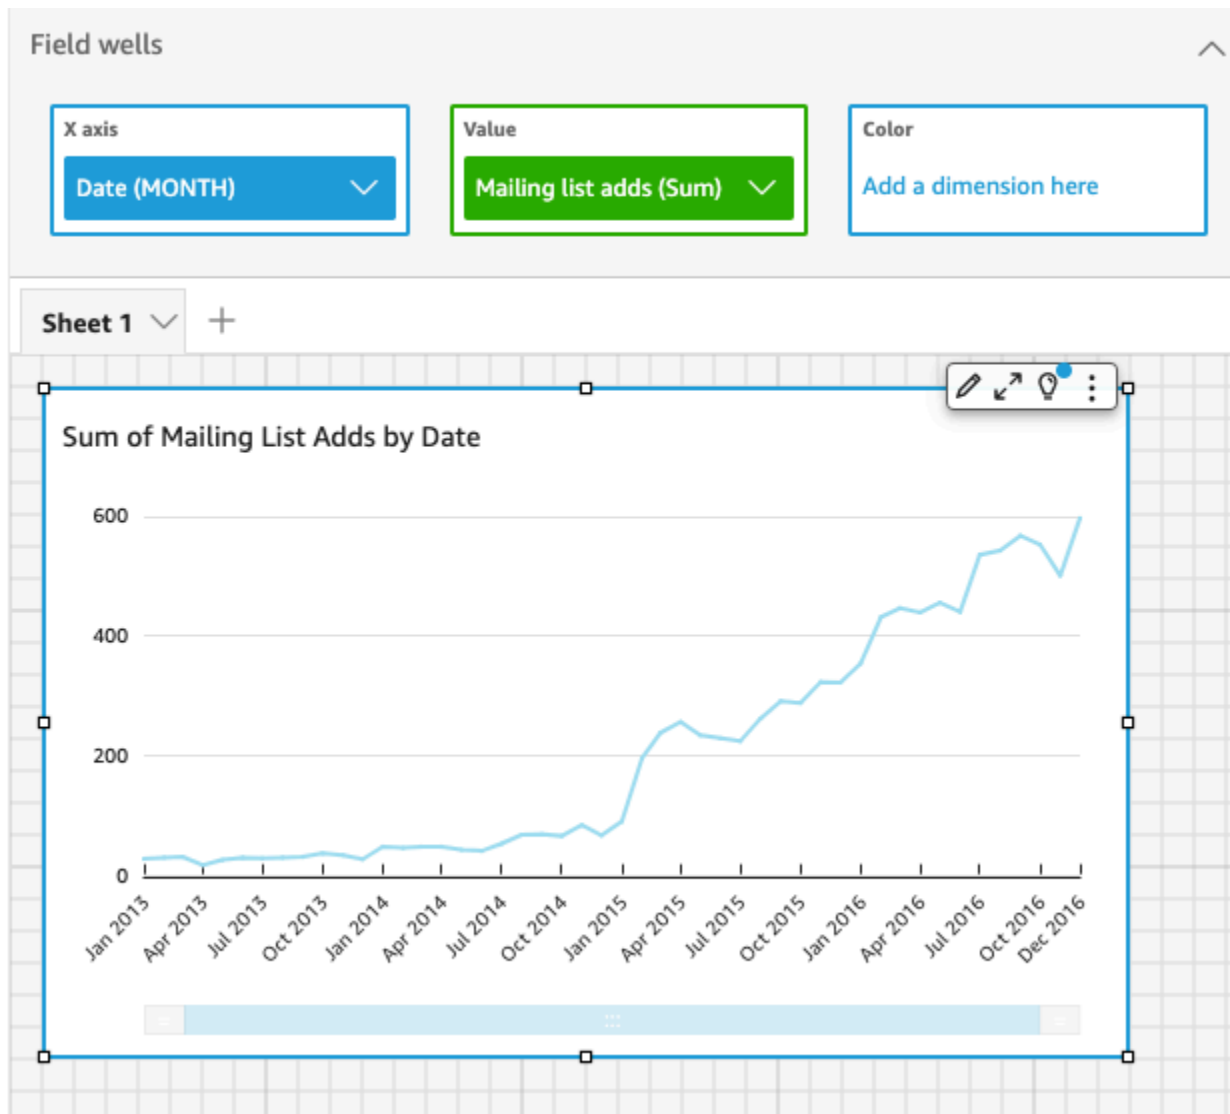 Field wells
X axis
Date (MONTH)
Value
Mailing list adds (Sum)
Color
Add a dimension here
Sheet 1
Sum of Mailing List Adds by Date
600
400
200
0
Jan 2013
Apr 2013
Jul 2013
Oct 2013
Jan 2014
Apr 2014
Jul 2014
Oct 2014
Jan 2015
Apr 2015
Jul 2015
Oct 2015
Jan 2016
Apr 2016
Jul 2016
Oct 2016
Dec 2016